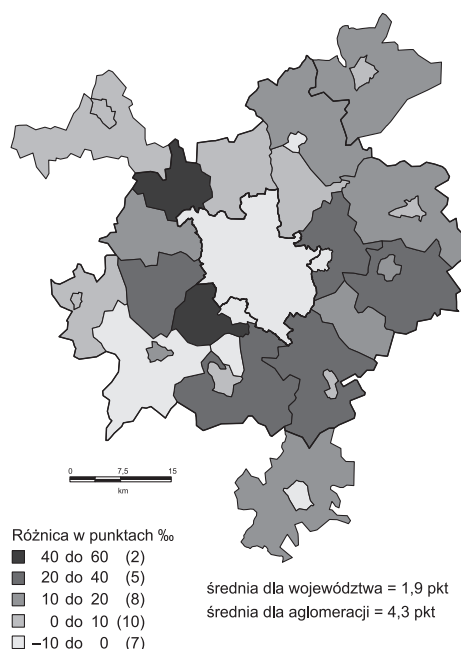 0 7,5 15
km
Różnica w punktach ‰
40 do 60 (2)
20 do 40 (5)
10 do 20 (8)
0 do 10 (10)
–10 do 0 (7)
średnia dla województwa = 1,9 pkt
średnia dla aglomeracji = 4,3 pkt